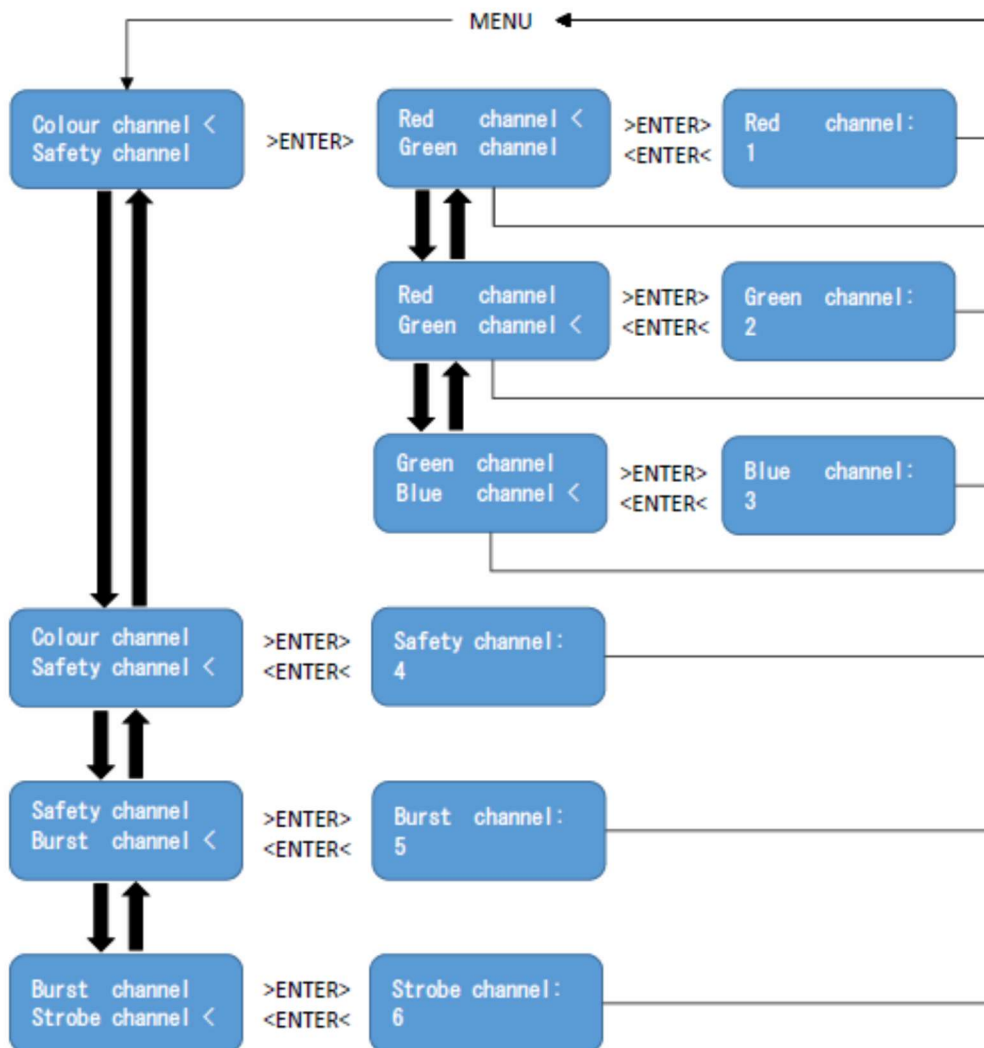 MENU
Colour channel <
Safety channel
>ENTER>
Red channel <
Green channel
>ENTER>
<ENTER<
Red channel:
1
Red channel
Green channel <
>ENTER>
<ENTER<
Green channel:
2
Green channel
Blue channel <
>ENTER>
<ENTER<
Blue channel:
3
Colour channel
Safety channel <
>ENTER>
<ENTER<
Safety channel:
4
Safety channel
Burst channel <
>ENTER>
<ENTER<
Burst channel:
5
Burst channel
Strobe channel <
>ENTER>
<ENTER<
Strobe channel:
6